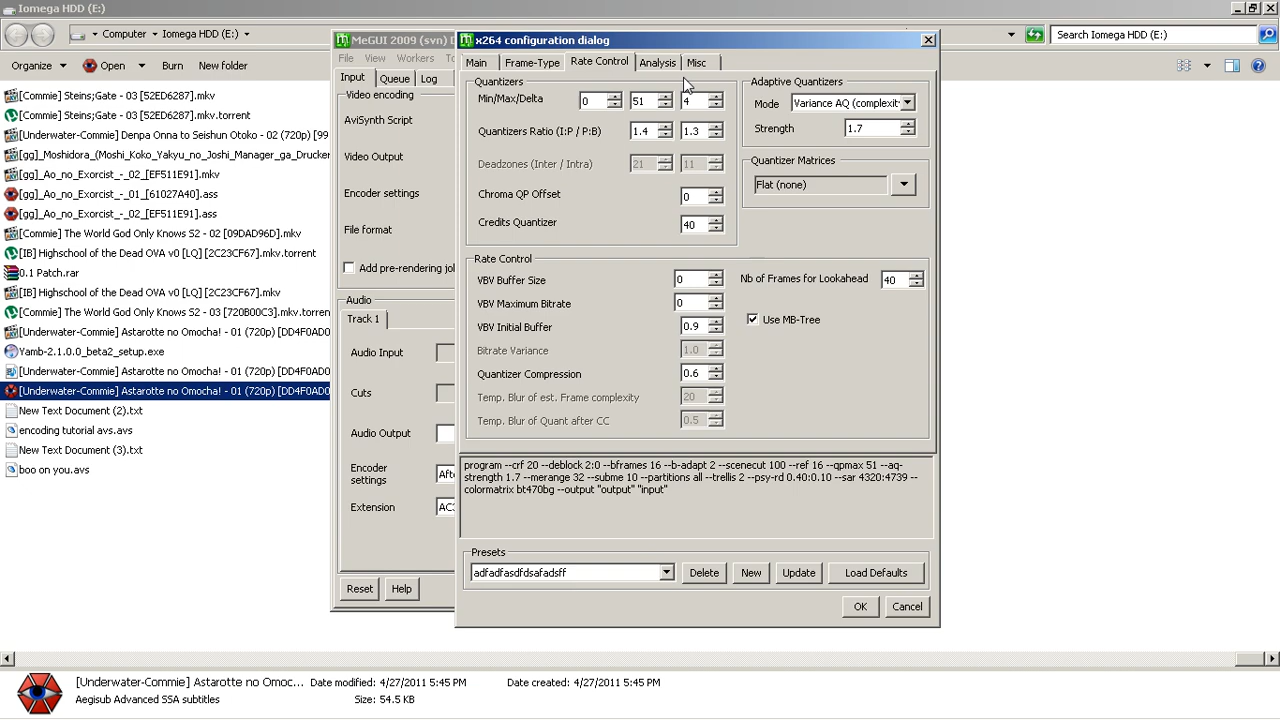 Iomega HDD (E:)
Computer
Iomega HDD (E:)
Search Iomega HDD (E:)
Organize
Open
Burn
New folder
[Commie] Steins;Gate - 03 [52ED6287].mkv
[Commie] Steins;Gate - 03 [52ED6287].mkv.torrent
[Underwater-Commie] Denpa Onna to Seishun Otoko - 02 (720p) [99
[gg]_Moshidora_(Moshi_Koko_Yakyu_no_Joshi_Manager_ga_Drucker
[gg]_Ao_no_Exorcist_-_02_[EF511E91].mkv
[gg]_Ao_no_Exorcist_-_01_[61027A40].ass
[gg]_Ao_no_Exorcist_-_02_[EF511E91].ass
[Commie] The World God Only Knows S2 - 02 [09DAD96D].mkv
[IB] Highschool of the Dead OVA v0 [LQ] [2C23CF67].mkv.torrent
0.1 Patch.rar
[IB] Highschool of the Dead OVA v0 [LQ] [2C23CF67].mkv
[Commie] The World God Only Knows S2 - 03 [720B00C3].mkv.torren
[Underwater-Commie] Astarotte no Omocha! - 01 (720p) [DD4F0AD0
Yamb-2.1.0.0_beta2_setup.exe
[Underwater-Commie] Astarotte no Omocha! - 01 (720p) [DD4F0AD0
[Underwater-Commie] Astarotte no Omocha! - 01 (720p) [DD4F0AD0
New Text Document (2).txt
encoding tutorial avs.avs
New Text Document (3).txt
boo on you.avs
MeGUI 2009 (svn)
File
Options
Workers
Input
Queue
Log
Video encoding
AviSynth Script
Video Output
Encoder settings
File format
Add pre-rendering jo
Audio
Track 1
Audio Input
Cuts
Audio Output
Encoder
settings
Afte
Extension
AC3
Reset
Help
x264 configuration dialog
Main
Frame-Type
Rate Control
Analysis
Misc
Quantizers
Min/Max/Delta
0
51
4
Quantizers Ratio (I:P / P:B)
1.4
1.3
Deadzones (Inter / Intra)
21
11
Chroma QP Offset
0
Credits Quantizer
40
Adaptive Quantizers
Mode
Variance AQ (complexit
Strength
1.7
Quantizer Matrices
Flat (none)
Rate Control
VBV Buffer Size
0
VBV Maximum Bitrate
0
VBV Initial Buffer
0.9
Bitrate Variance
1.0
Quantizer Compression
0.6
Temp. Blur of est. Frame complexity
20
Temp. Blur of Quant after CC
0.5
Nb of Frames for Lookahead
40
Use MB-Tree
program --crf 20 --deblock 2:0 --bframes 16 --b-adapt 2 --scenecut 100 --ref 16 --qpmax 51 --aq-
strength 1.7 --merange 32 --subme 10 --partitions all --trellis 2 --psy-rd 0.40:0.10 --sar 4320:4739 --
colormatrix bt470bg --output "output" "input"
Presets
adfadfasdfdsafadsff
Delete
New
Update
Load Defaults
OK
Cancel
[Underwater-Commie] Astarotte no Omoc...
Date modified: 4/27/2011 5:45 PM
Date created: 4/27/2011 5:45 PM
Aegisub Advanced SSA subtitles
Size: 54.5 KB